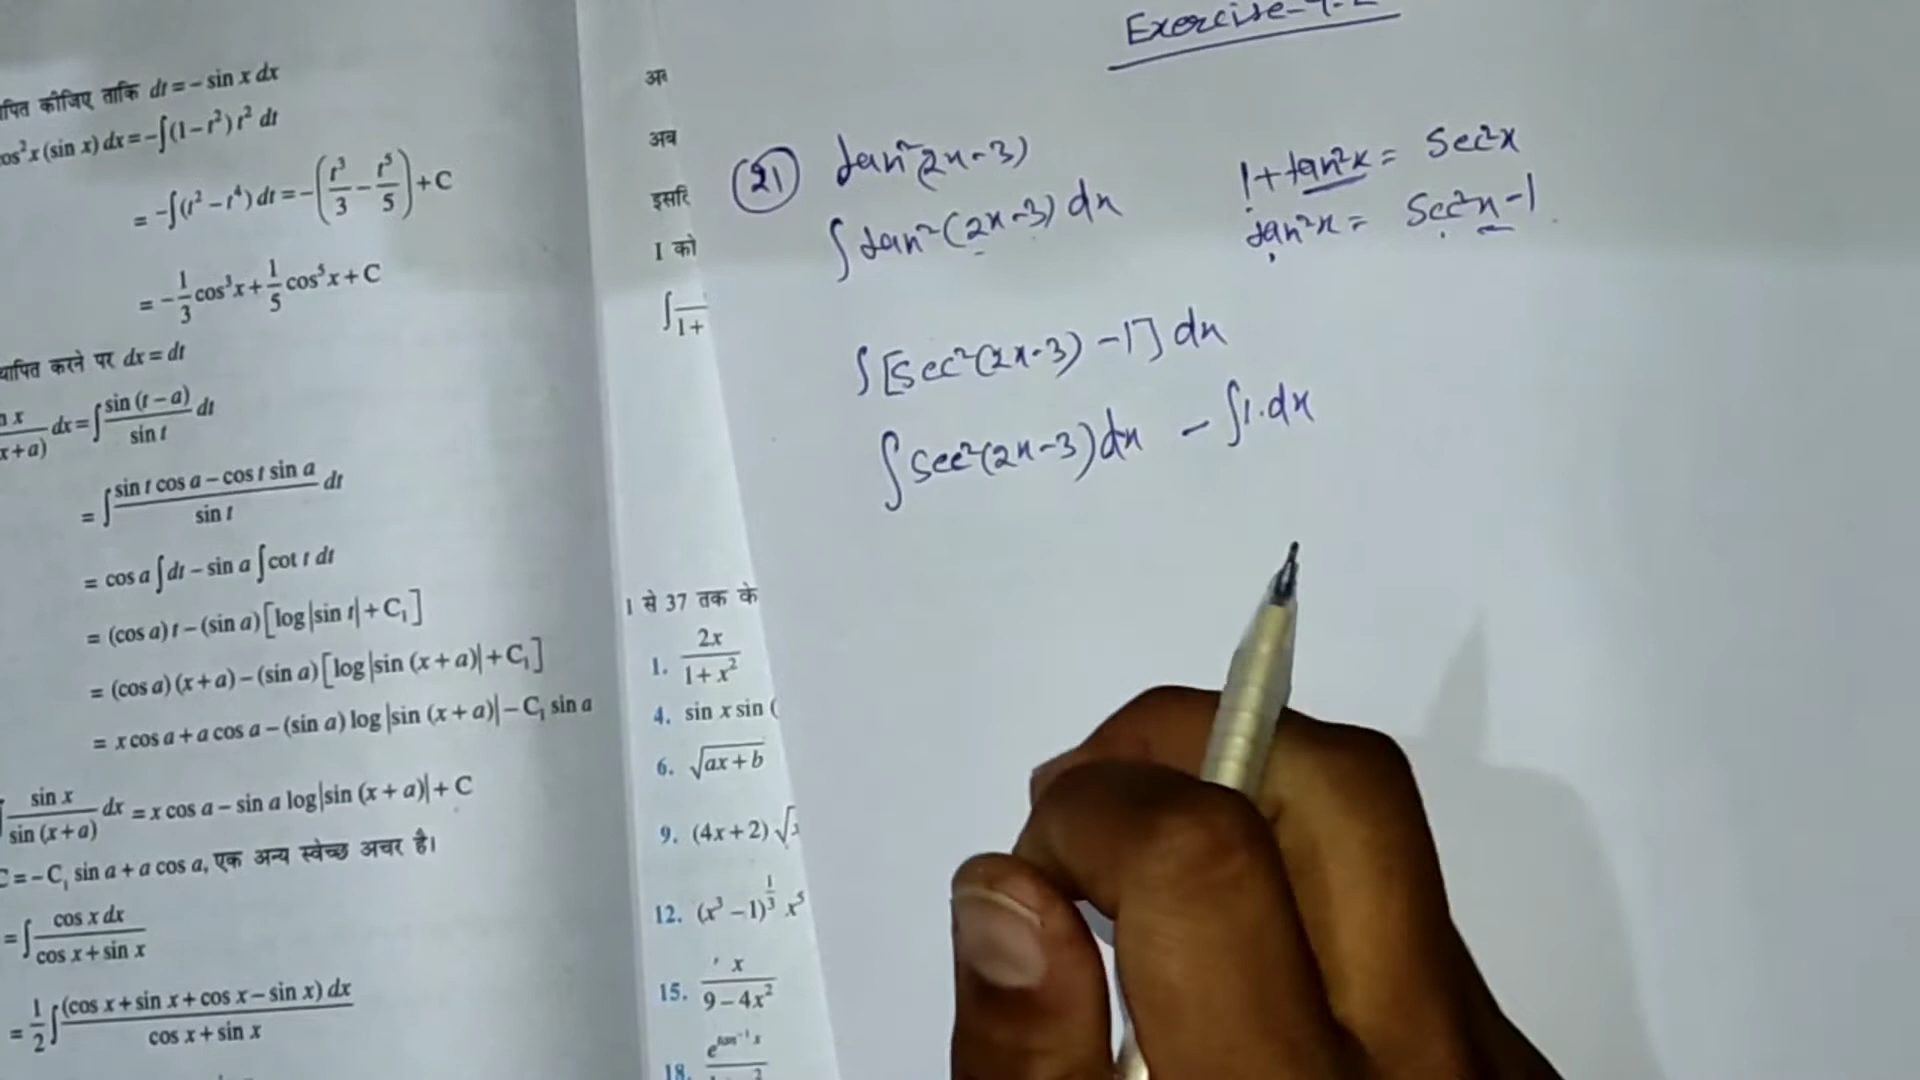 कीजिए ताकि dt = – sin x dx
os² x (sin x) dx = –∫(1 – t²) t² dt
= –∫(t² – t⁴) dt = –(t³/3 – t⁵/5) + C
= –1/3 cos³x + 1/5 cos⁵x + C
करने पर dx = dt
dx = ∫ sin (t – a)/sin t dt
= ∫ (sin t cos a – cos t sin a)/sin t dt
= cos a ∫dt – sin a ∫cot t dt
= (cos a) t – (sin a) [log |sin t| + C₁]
= (cos a) (x + a) – (sin a) [log |sin (x + a)| + C₁]
= x cos a + a cos a – (sin a) log |sin (x + a)| – C₁ sin a
∫ sin x/sin (x + a) dx = x cos a – sin a log |sin (x + a)| + C
C = – C₁ sin a + a cos a, एक अन्य स्वेच्छ अचर है।
= ∫ cos x dx/(cos x + sin x)
= 1/2 ∫ (cos x + sin x + cos x – sin x) dx/(cos x + sin x)
अब
I को
∫ 1+
1 से 37 तक के
1. 2x/(1 + x²)
4. sin x sin (
6. √(ax + b)
9. (4x + 2) √
12. (x³ – 1)^(1/3) x⁵
15. x/(9 – 4x²)
18. e^(tan⁻¹ x)
Exercise
(21) tan²(2x-3)
∫tan²(2x-3) dx
1+tan²x = Sec²x
tan²x = Sec²x-1
∫[sec²(2x-3) -1] dx
∫sec²(2x-3)dx - ∫1.dx